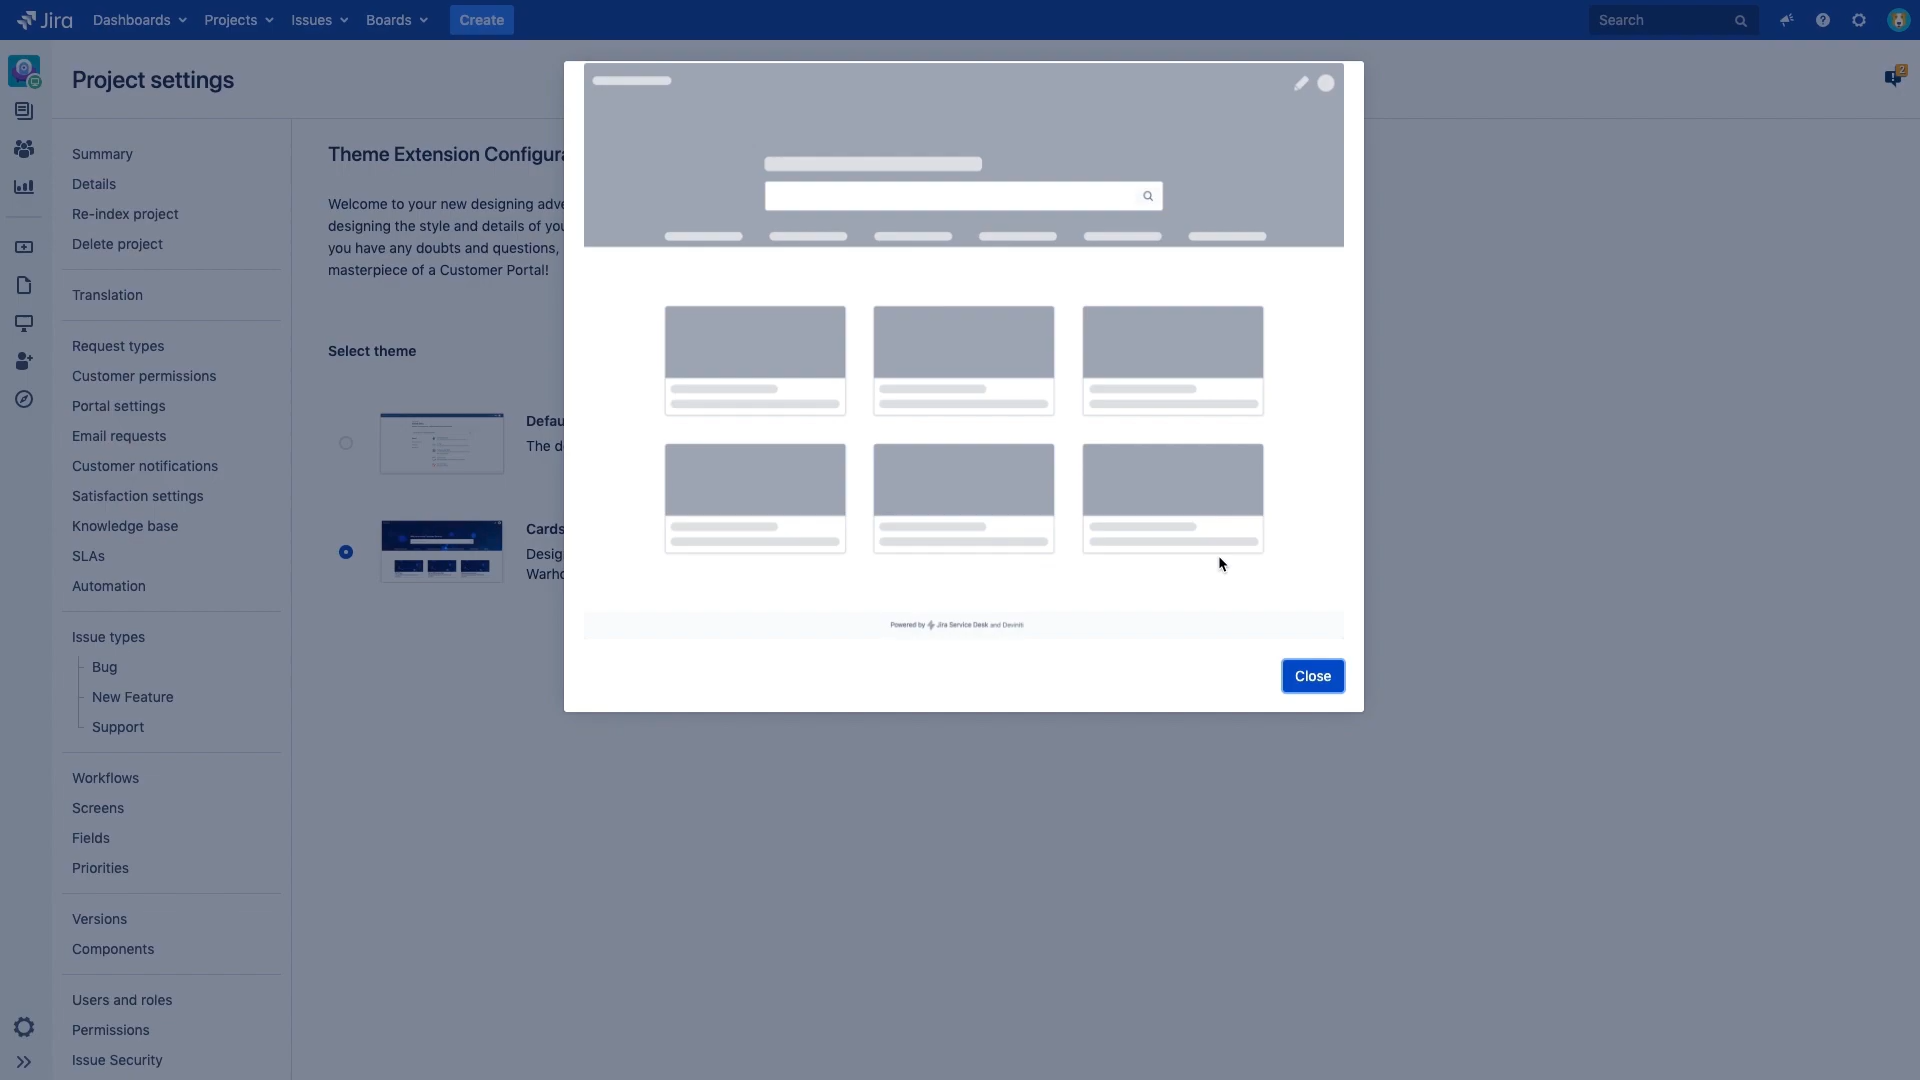 Jira
Dashboards
Projects
Issues
Boards
Create
Search
2
Project settings
Summary
Details
Re-index project
Delete project
Translation
Request types
Customer permissions
Portal settings
Email requests
Customer notifications
Satisfaction settings
Knowledge base
SLAs
Automation
Issue types
Bug
New Feature
Support
Workflows
Screens
Fields
Priorities
Versions
Components
Users and roles
Permissions
Issue Security
Theme Extension Configura
Welcome to your new designing adve
designing the style and details of you
you have any doubts and questions,
masterpiece of a Customer Portal!
Select theme
Defau
The d
Cards
Desig
Warho
Powered by Jira Service Desk and Deviniti
Close